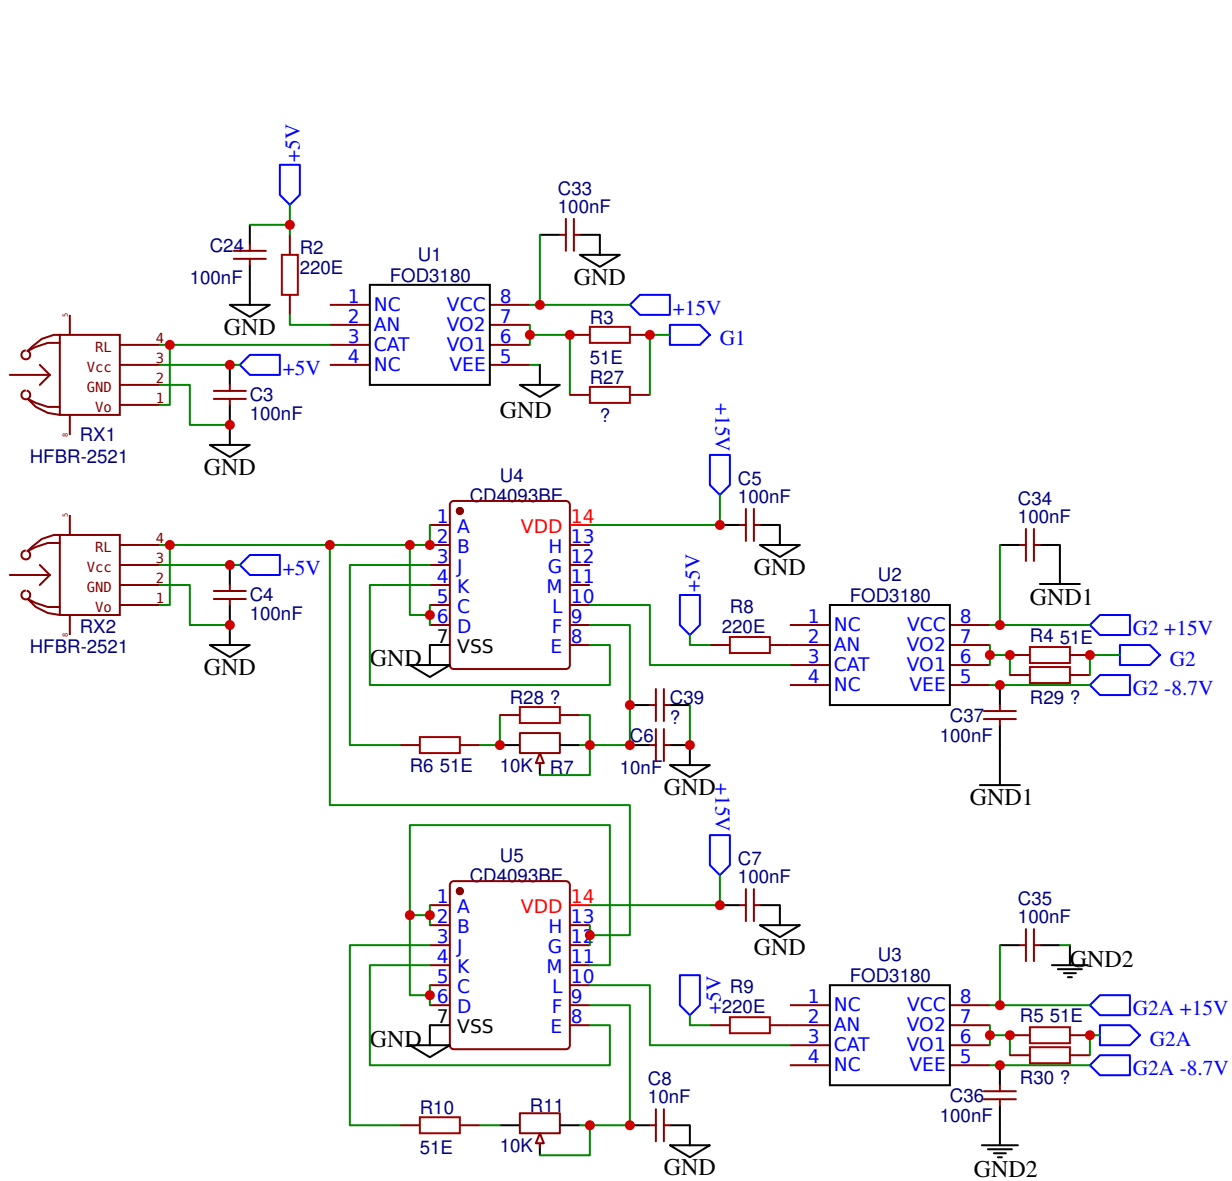 +5V
C24
100nF
R2
220E
GND
U1
FOD3180
1 NC
2 AN
3 CAT
4 NC
VCC 8
VO2 7
VO1 6
VEE 5
C33
100nF
GND
+15V
R3
51E
R27
?
G1
GND
RL 4
Vcc 3
GND 2
Vo 1
5
8
RX1
HFBR-2521
+5V
C3
100nF
GND
U4
CD4093BE
1 A
2 B
3 J
4 K
5 C
6 D
7 VSS
VDD 14
H 13
G 12
M 11
L 10
F 9
E 8
GND
+15V
C5
100nF
GND
RL 4
Vcc 3
GND 2
Vo 1
5
8
RX2
HFBR-2521
+5V
C4
100nF
GND
+5V
R8
220E
U2
FOD3180
1 NC
2 AN
3 CAT
4 NC
VCC 8
VO2 7
VO1 6
VEE 5
C34
100nF
GND1
G2 +15V
R4 51E
G2
G2 -8.7V
R29 ?
C37
100nF
GND1
R28 ?
R6 51E
10K
R7
C39
?
C6
10nF
GND
+15V
C7
100nF
GND
U5
CD4093BE
1 A
2 B
3 J
4 K
5 C
6 D
7 VSS
VDD 14
H 13
G 12
M 11
L 10
F 9
E 8
GND
+5V
R9
220E
U3
FOD3180
1 NC
2 AN
3 CAT
4 NC
VCC 8
VO2 7
VO1 6
VEE 5
C35
100nF
GND2
G2A +15V
R5 51E
G2A
G2A -8.7V
R30 ?
C36
100nF
GND2
R10
51E
R11
10K
C8
10nF
GND